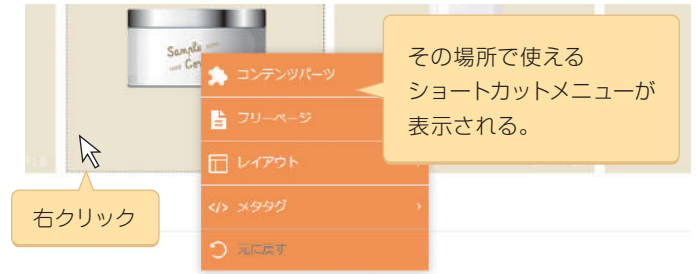 Sample
コンテンツパーツ
フリーページ
レイアウト
メタタグ
元に戻す
その場所で使える
ショートカットメニューが
表示される。
右クリック